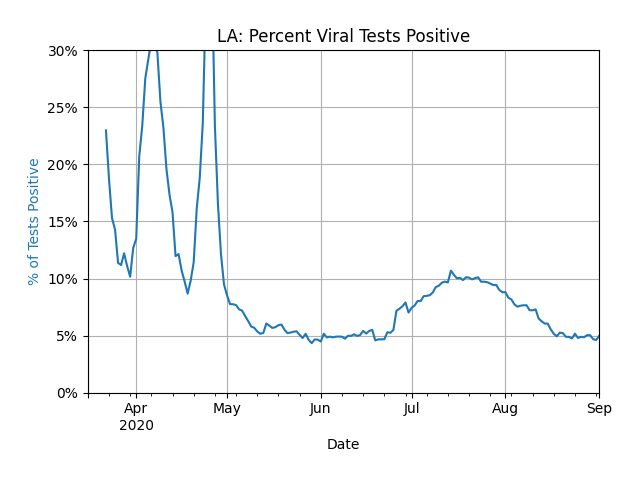 LA: Percent Viral Tests Positive
30%
25%
20%
15%
10%
5%
0%
% of Tests Positive
Apr
2020
May
Jun
Jul
Aug
Sep
Date